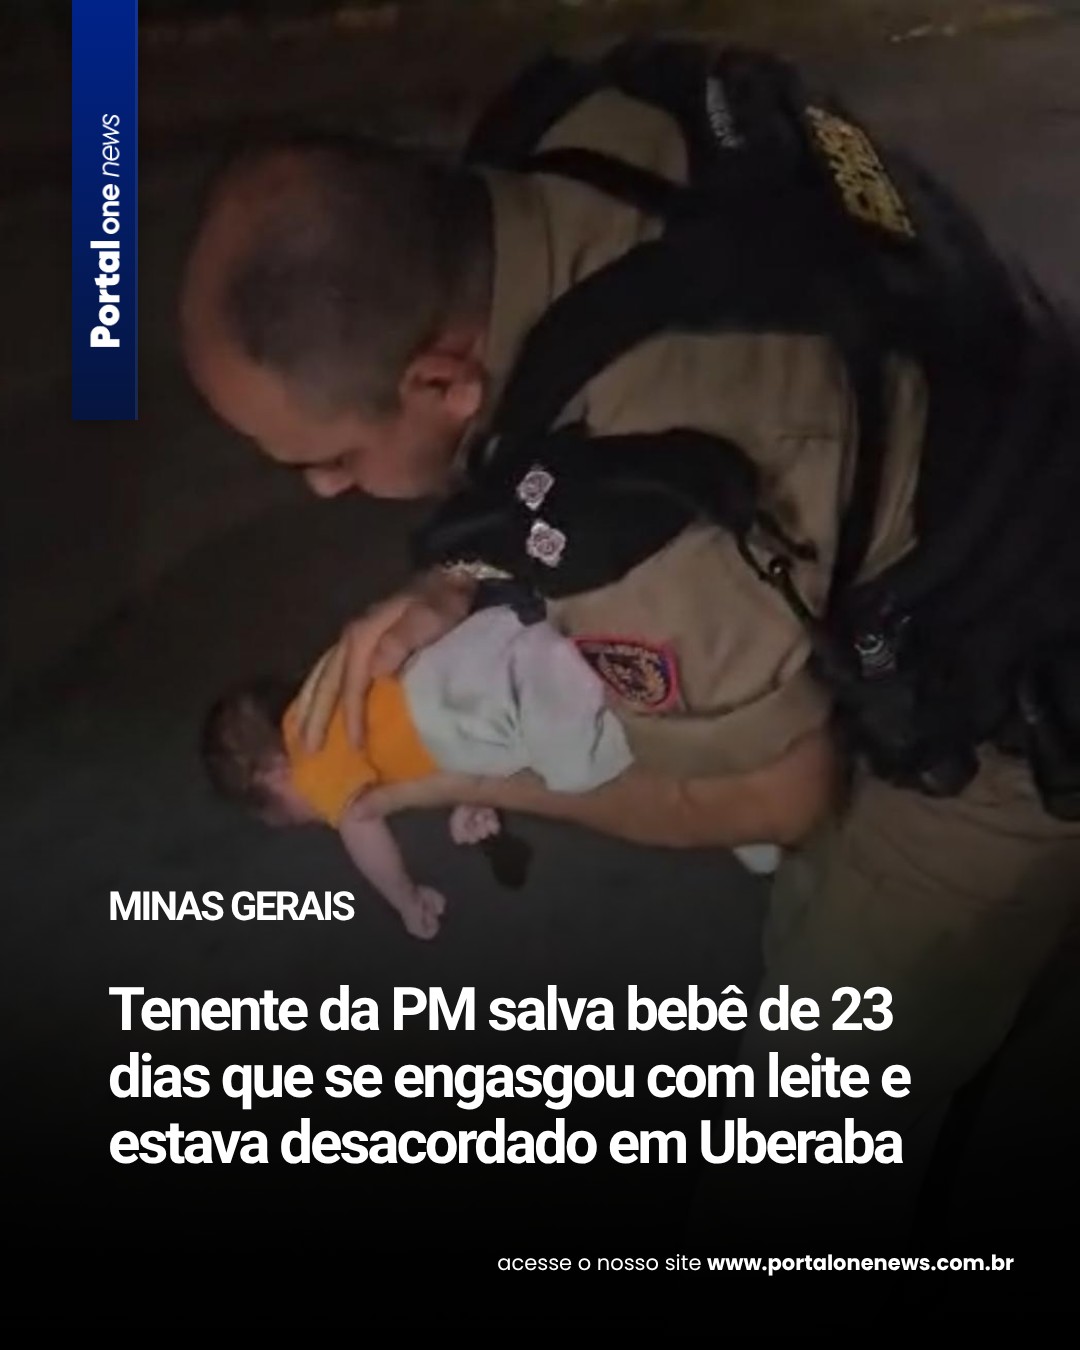 Portal one news
MINAS GERAIS
Tenente da PM salva bebê de 23
dias que se engasgou com leite e
estava desacordado em Uberaba
acesse o nosso site www.portalonenews.com.br